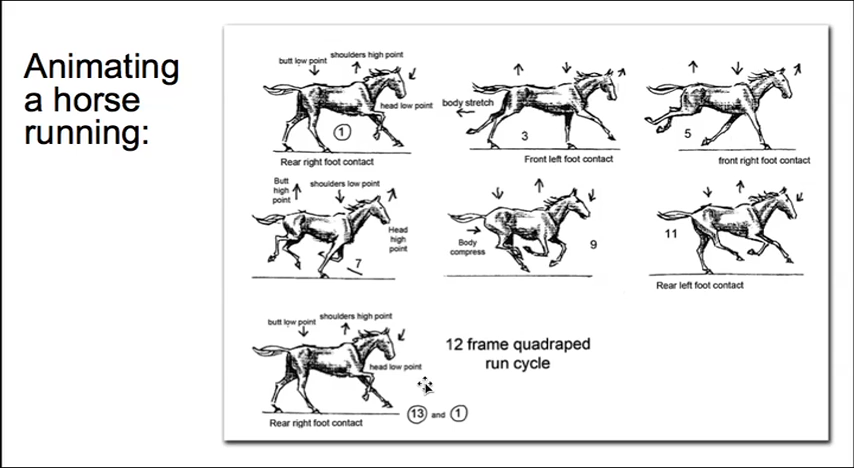 Animating
a horse
running:
butt low point
shoulders high point
head low point
1
Rear right foot contact
body stretch
3
Front left foot contact
5
front right foot contact
Butt
high
point
shoulders low point
Head
high
point
7
Body
compress
9
11
Rear left foot contact
butt low point
shoulders high point
head low point
Rear right foot contact
13 and 1
12 frame quadraped
run cycle